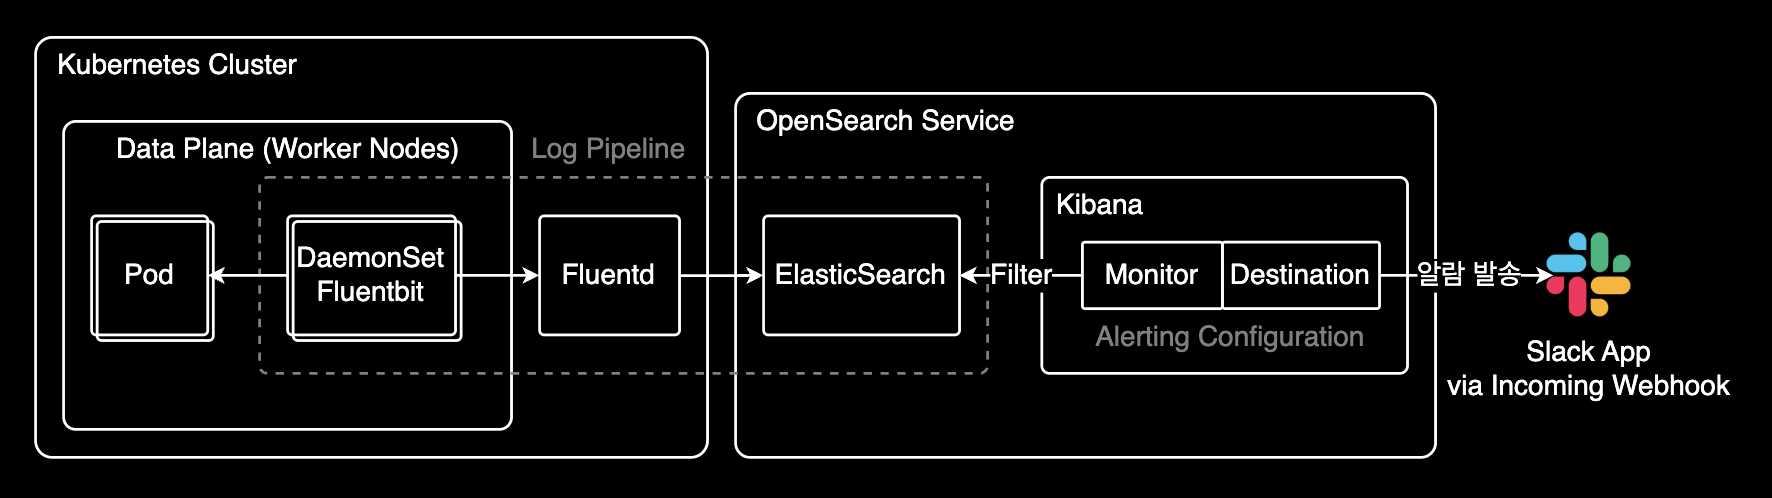 Kubernetes Cluster
OpenSearch Service
Data Plane (Worker Nodes)
Log Pipeline
Kibana
Pod
DaemonSet
Fluentbit
Fluentd
ElasticSearch
Filter
Monitor
Destination
알람 발송
Alerting Configuration
Slack App
via Incoming Webhook